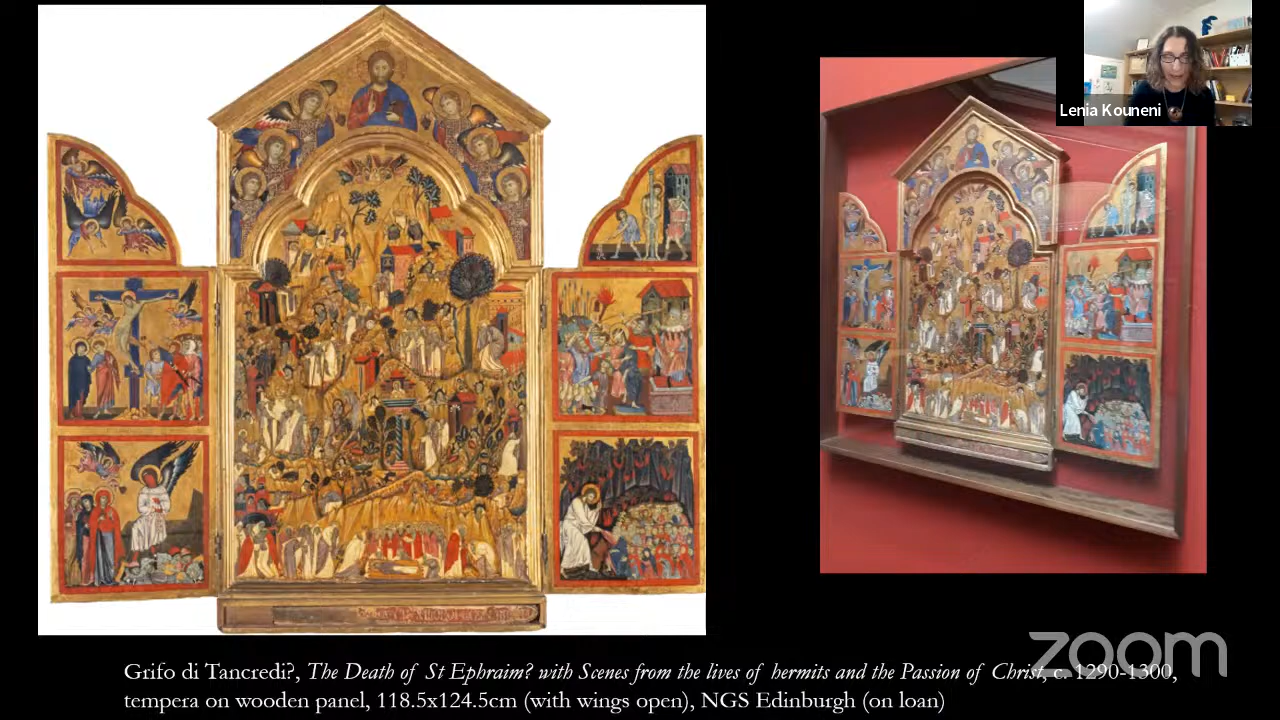 Lenia Kouneni
zoom
Grifo di Tancredi?, The Death of St Ephraim? with Scenes from the lives of hermits and the Passion of Christ, c. 1290-1300,
tempera on wooden panel, 118.5x124.5cm (with wings open), NGS Edinburgh (on loan)